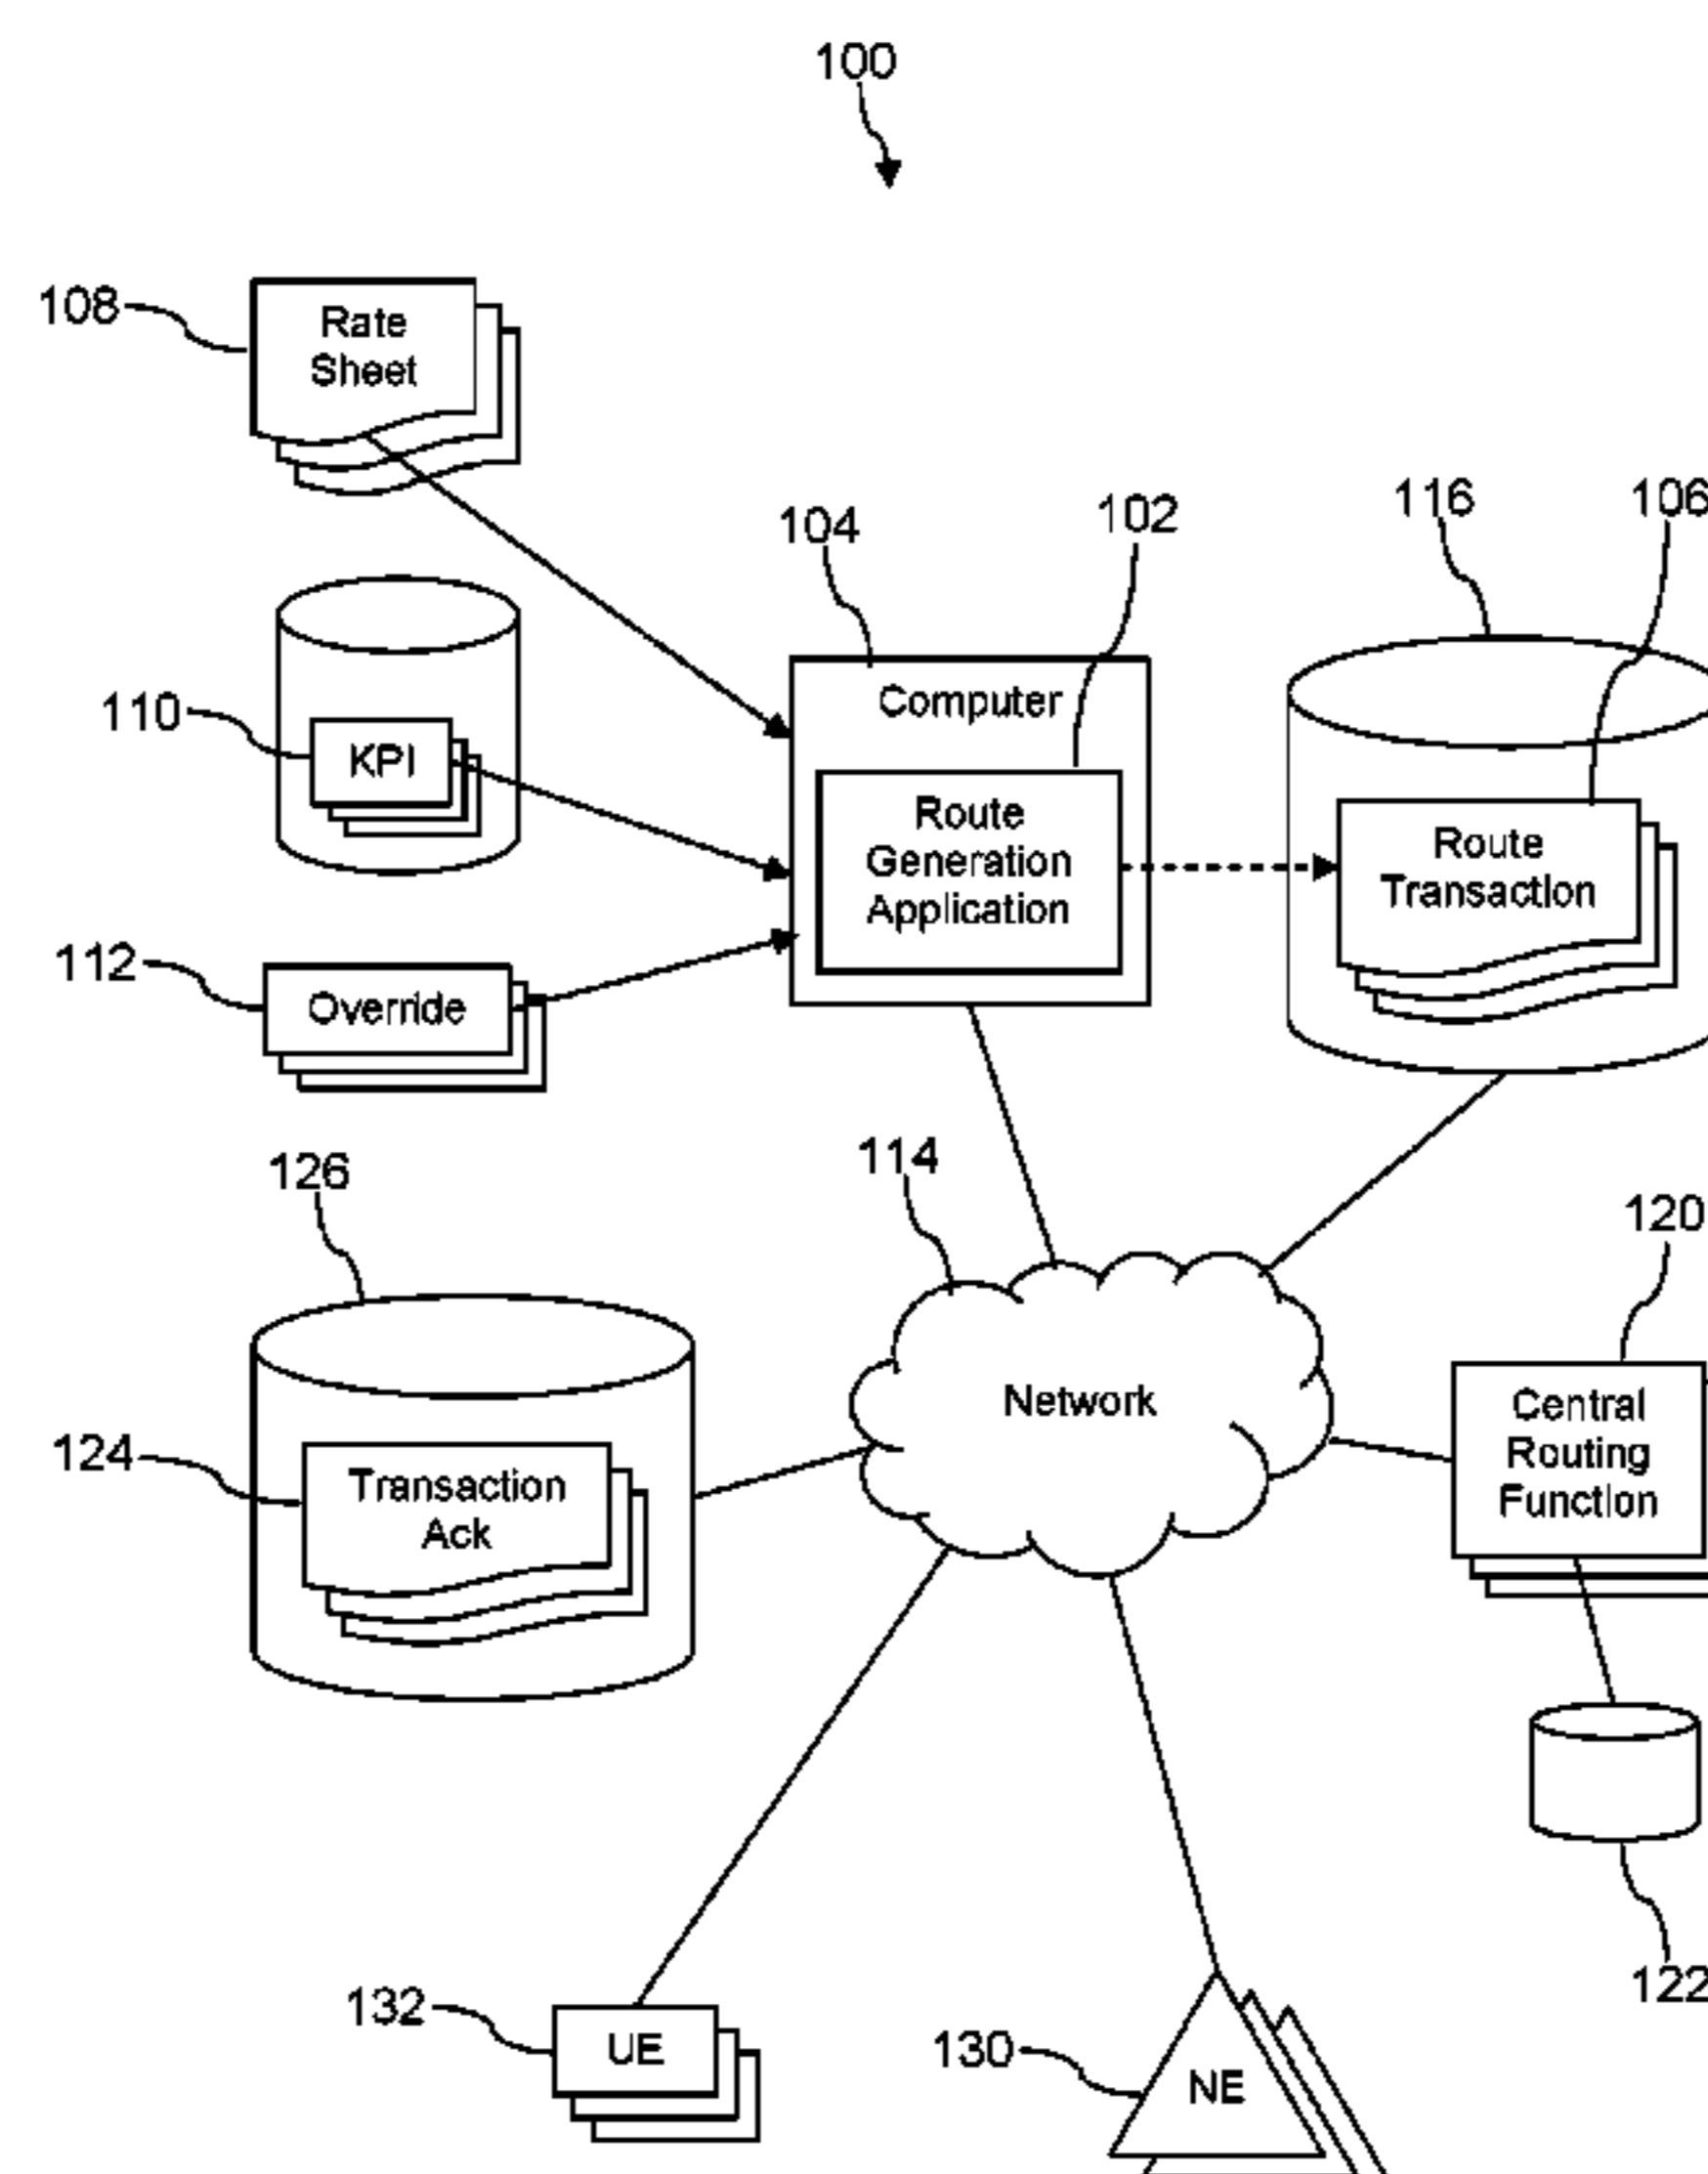 100
108
Rate
Sheet
104
102
116
106
Computer
110
KPI
Route
Generation
Application
Route
Transaction
112
Override
126
114
120
Network
Central
Routing
Function
124
Transaction
Ack
122
132
UE
130
NE